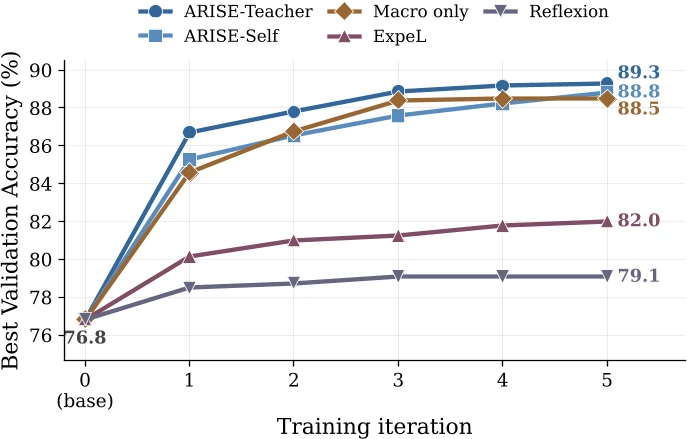 ARISE-Teacher
Macro only
Reflexion
ARISE-Self
ExpeL
Best Validation Accuracy (%)
90
88
86
84
82
80
78
76
89.3
88.8
88.5
82.0
79.1
76.8
0
1
2
3
4
5
(base)
Training iteration